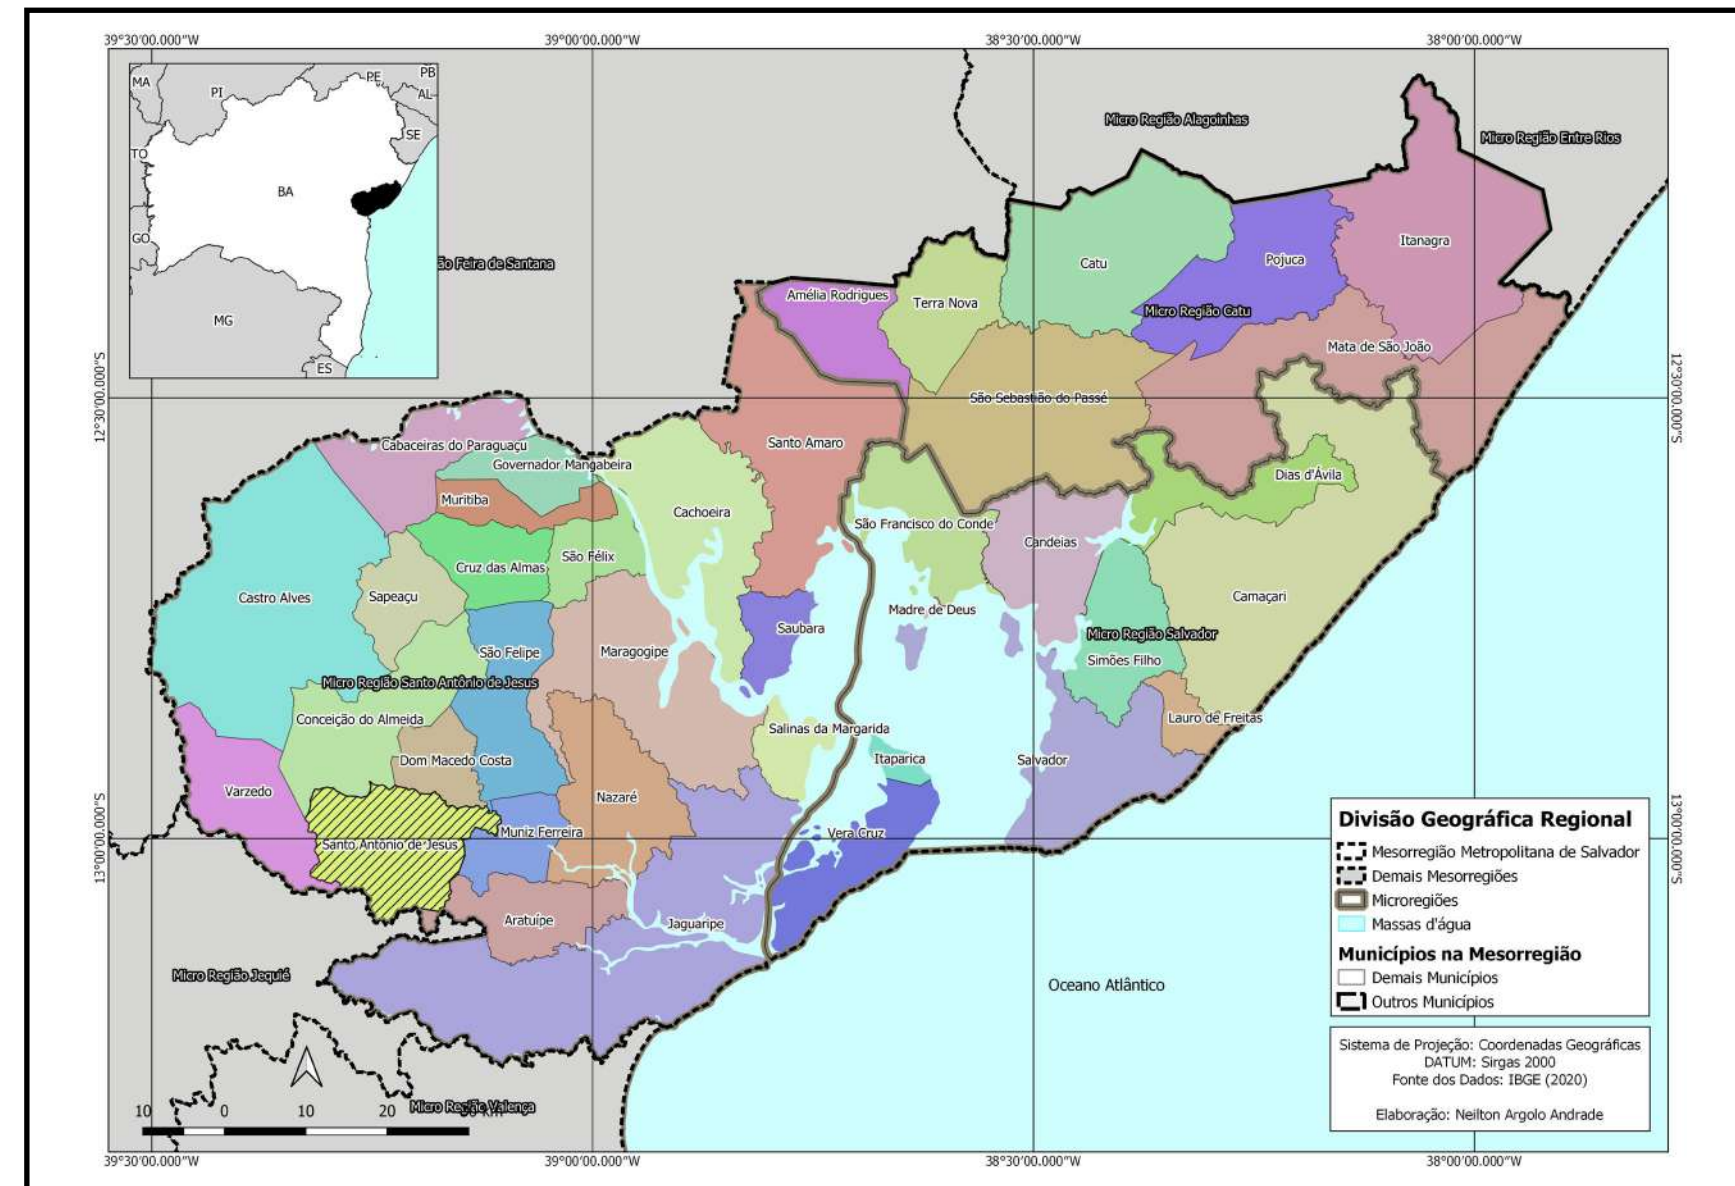 39°30'00.000"W
39°00'00.000"W
38°30'00.000"W
38°00'00.000"W
MA
PI
PE
PB
AL
SE
TO
BA
GO
MG
ES
Micro Região Alagoinhas
Micro Região Entre Rios
ão Feira de Santana
Itanagra
Catu
Pojuca
Amélia Rodrigues
Terra Nova
Micro Região Catu
Mata de São João
12°30'00.000"S
12°30'00.000"S
São Sebastião do Passé
Santo Amaro
Cabaceiras do Paraguaçu
Governador Mangabeira
Dias d'Ávila
Muritiba
Cachoeira
São Francisco do Conde
Candeias
São Félix
Cruz das Almas
Castro Alves
Sapeaçu
Camaçari
Madre de Deus
Saubara
Micro Região Salvador
São Felipe
Maragogipe
Simões Filho
Micro Região Santo Antônio de Jesus
Conceição do Almeida
Lauro de Freitas
Salinas da Margarida
Dom Macedo Costa
Itaparica
Salvador
Varzedo
Nazaré
Muniz Ferreira
Vera Cruz
Santo Antônio de Jesus
13°00'00.000"S
13°00'00.000"S
Aratuípe
Jaguaripe
Micro Região Jequié
Oceano Atlântico
Divisão Geográfica Regional
Mesorregião Metropolitana de Salvador
Demais Mesorregiões
Microregiões
Massas d'água
Municípios na Mesorregião
Demais Municípios
Outros Municípios
Sistema de Projeção: Coordenadas Geográficas
DATUM: Sirgas 2000
Fonte dos Dados: IBGE (2020)
Elaboração: Neilton Argolo Andrade
10 0 10 20 km
Micro Região Valença
39°30'00.000"W
39°00'00.000"W
38°30'00.000"W
38°00'00.000"W